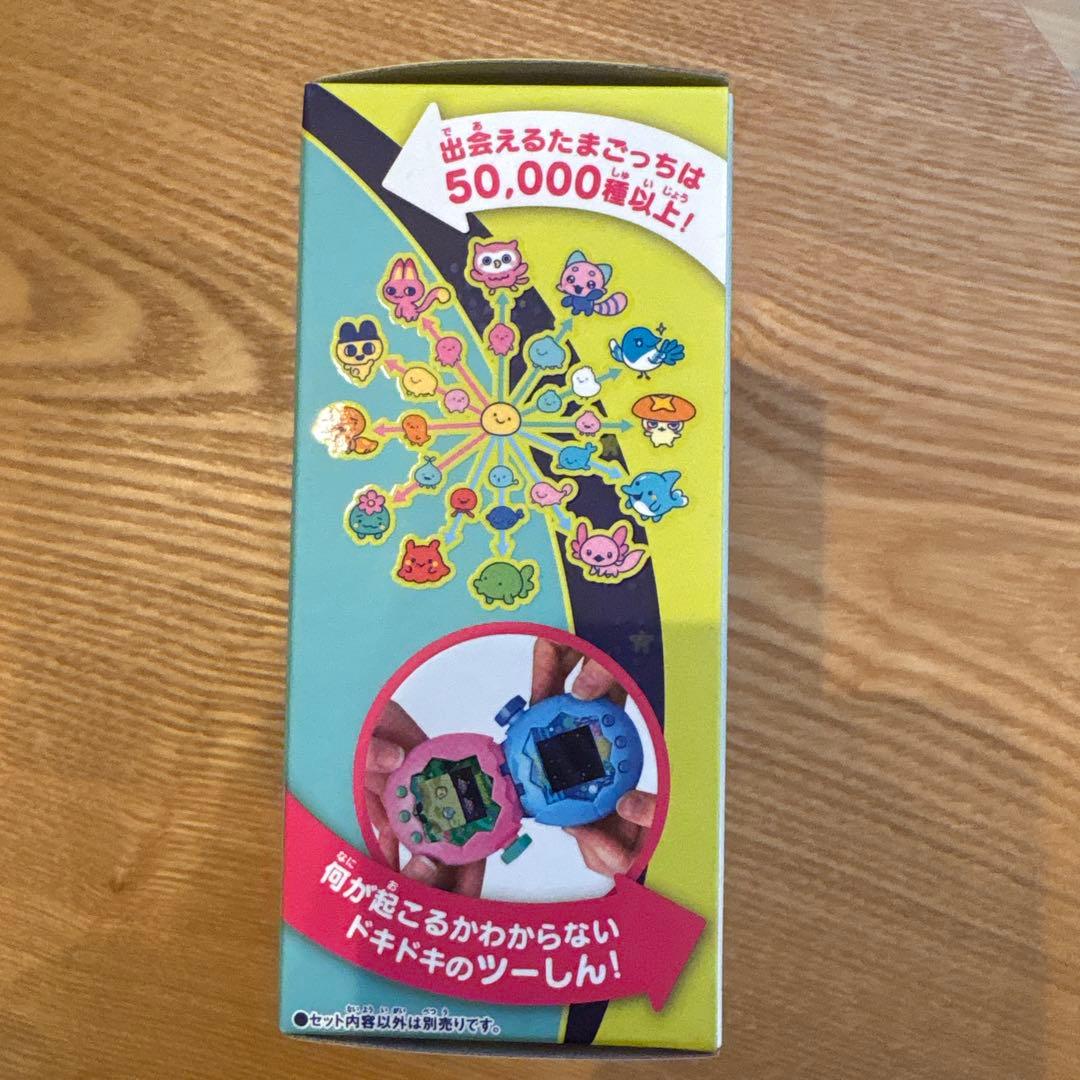 出会えるたまごっちは
50,000種以上!
何が起こるかわからない
ドキドキのツーしん!
●セット内容以外は別売りです。